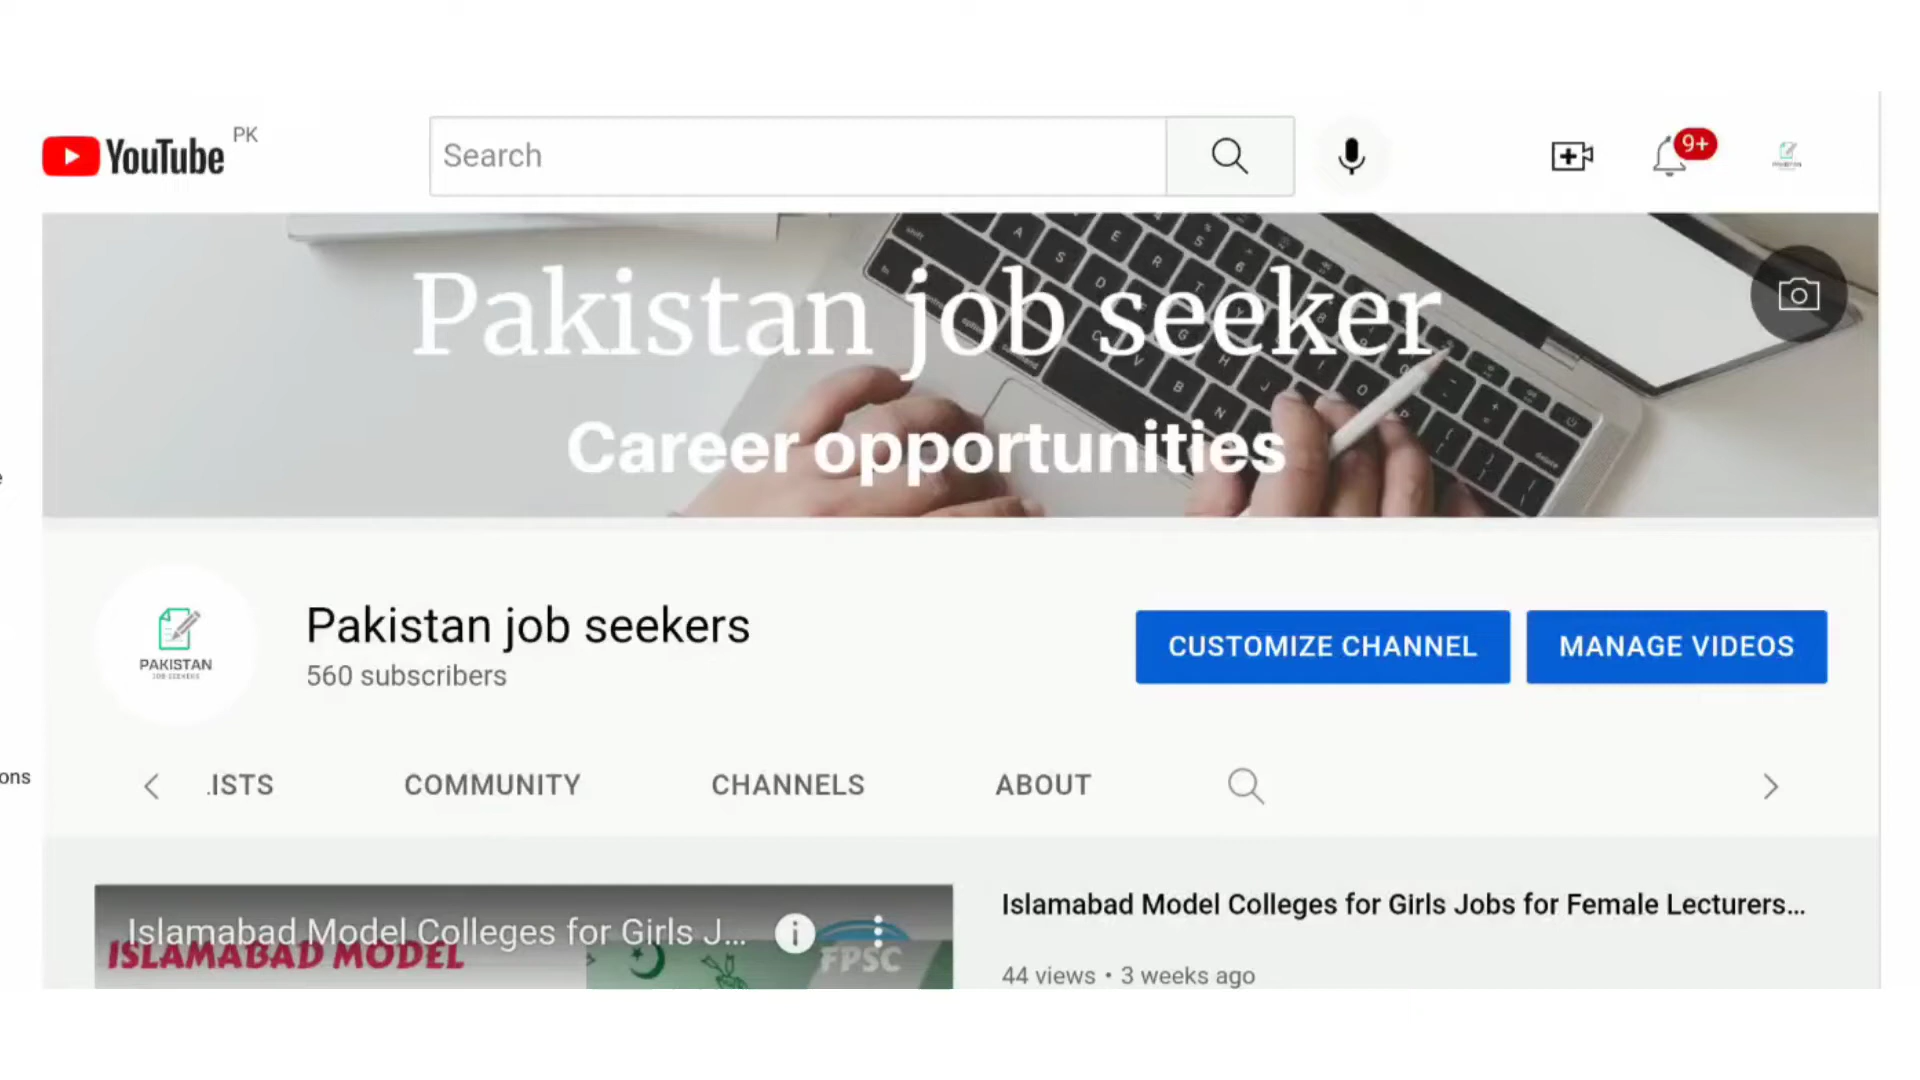 YouTube PK
Search
9+
Pakistan job seeker
Career opportunities
Pakistan job seekers
560 subscribers
PAKISTAN
JOB SEEKERS
CUSTOMIZE CHANNEL
MANAGE VIDEOS
ons
.ISTS
COMMUNITY
CHANNELS
ABOUT
Islamabad Model Colleges for Girls J...
ISLAMABAD MODEL
FPSC
Islamabad Model Colleges for Girls Jobs for Female Lecturers...
44 views • 3 weeks ago